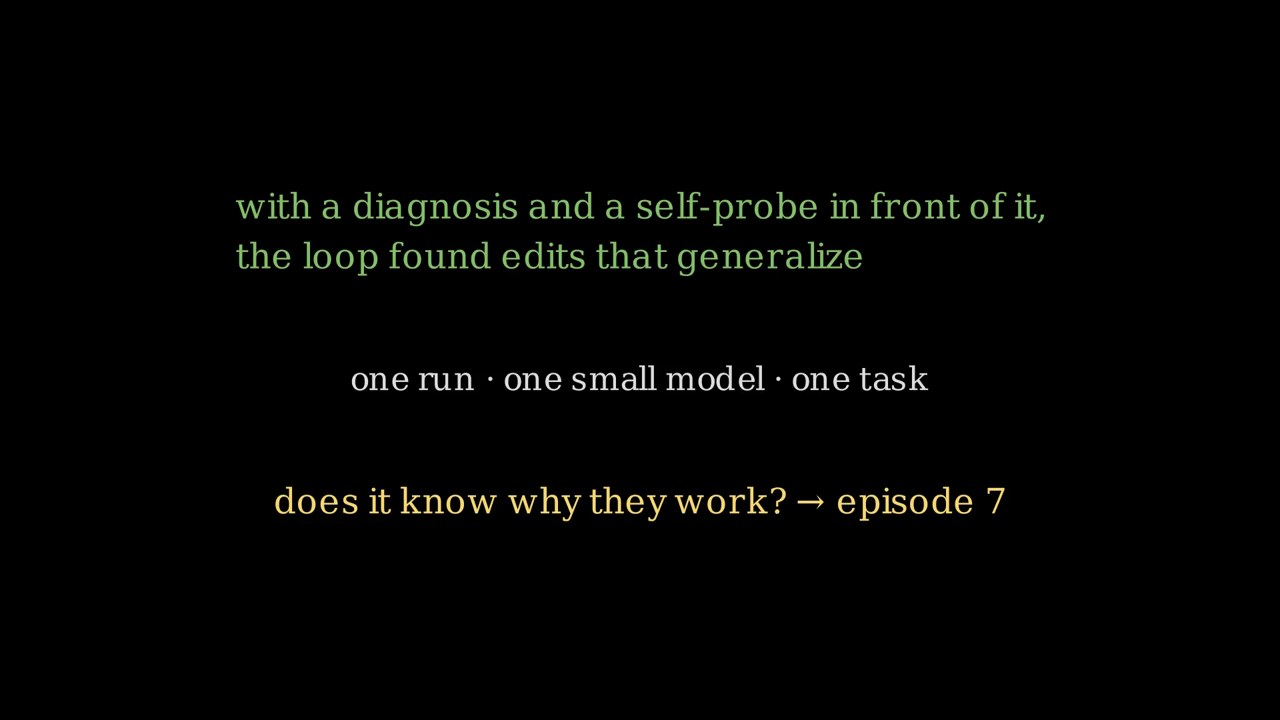 with a diagnosis and a self-probe in front of it,
the loop found edits that generalize
one run · one small model · one task
does it know why they work? → episode 7